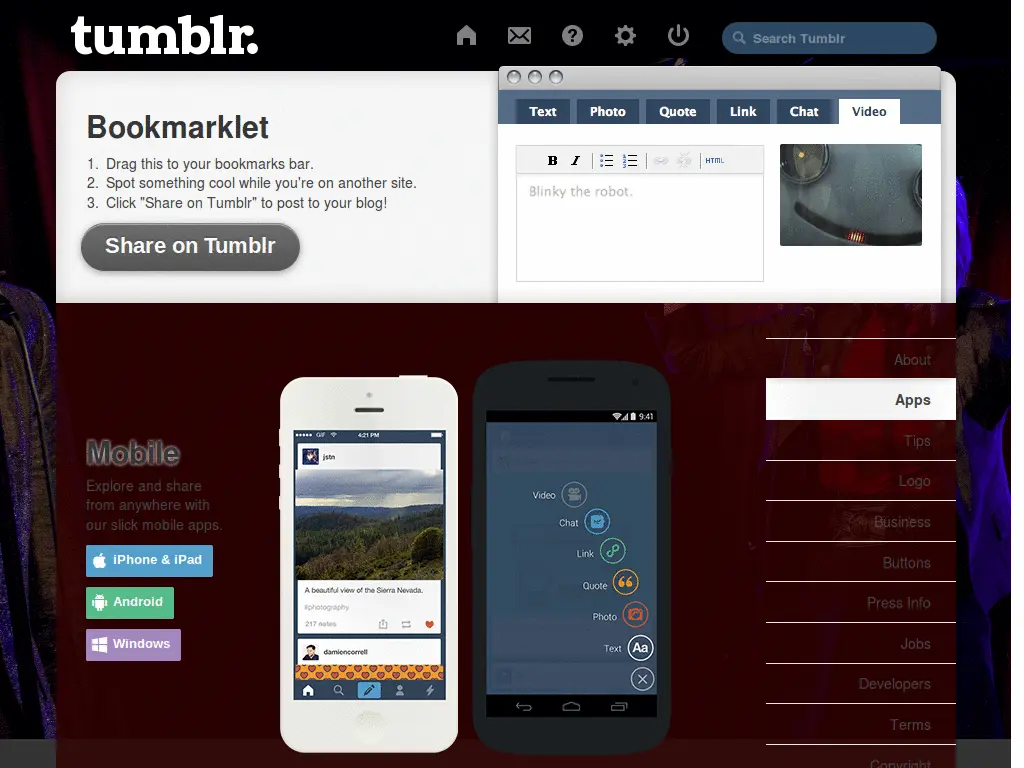 tumblr.
Search Tumblr
Bookmarklet
1. Drag this to your bookmarks bar.
2. Spot something cool while you're on another site.
3. Click "Share on Tumblr" to post to your blog!
Share on Tumblr
Text Photo Quote Link Chat Video
B I HTML
Blinky the robot.
Mobile
Explore and share
from anywhere with
our slick mobile apps.
iPhone & iPad
Android
Windows
GIF 4:21 PM
jstn
A beautiful view of the Sierra Nevada.
#photography
217 notes
damiencorrell
9:41
Video
Chat
Link
Quote
Photo
Text Aa
About
Apps
Tips
Logo
Business
Buttons
Press Info
Jobs
Developers
Terms
Copyright